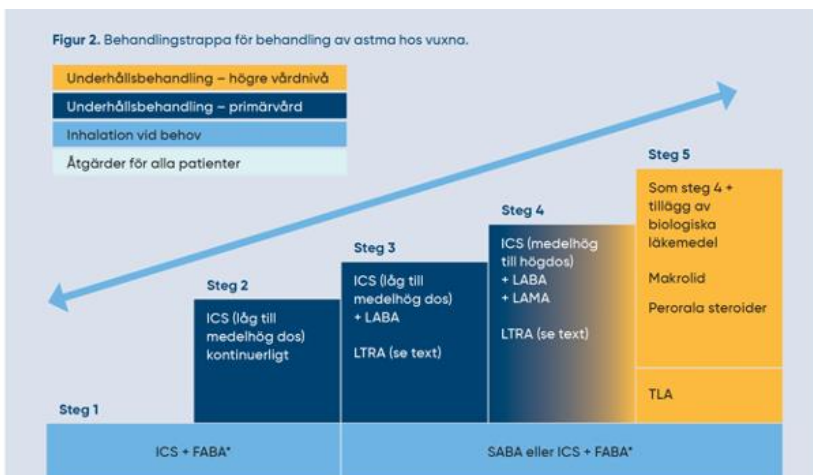 Figur 2. Behandlingstrappa för behandling av astma hos vuxna.
Underhållsbehandling – högre vårdnivå
Underhållsbehandling – primärvård
Inhalation vid behov
Åtgärder för alla patienter
Steg 1
Steg 2
ICS (låg till
medelhög dos)
kontinuerligt
Steg 3
ICS (låg till
medelhög dos)
+ LABA
LTRA (se text)
Steg 4
ICS (medelhög
till högdos)
+ LABA
+ LAMA
LTRA (se text)
Steg 5
Som steg 4 +
tillägg av
biologiska
läkemedel
Makrolid
Perorala steroider
TLA
ICS + FABA*
SABA eller ICS + FABA*